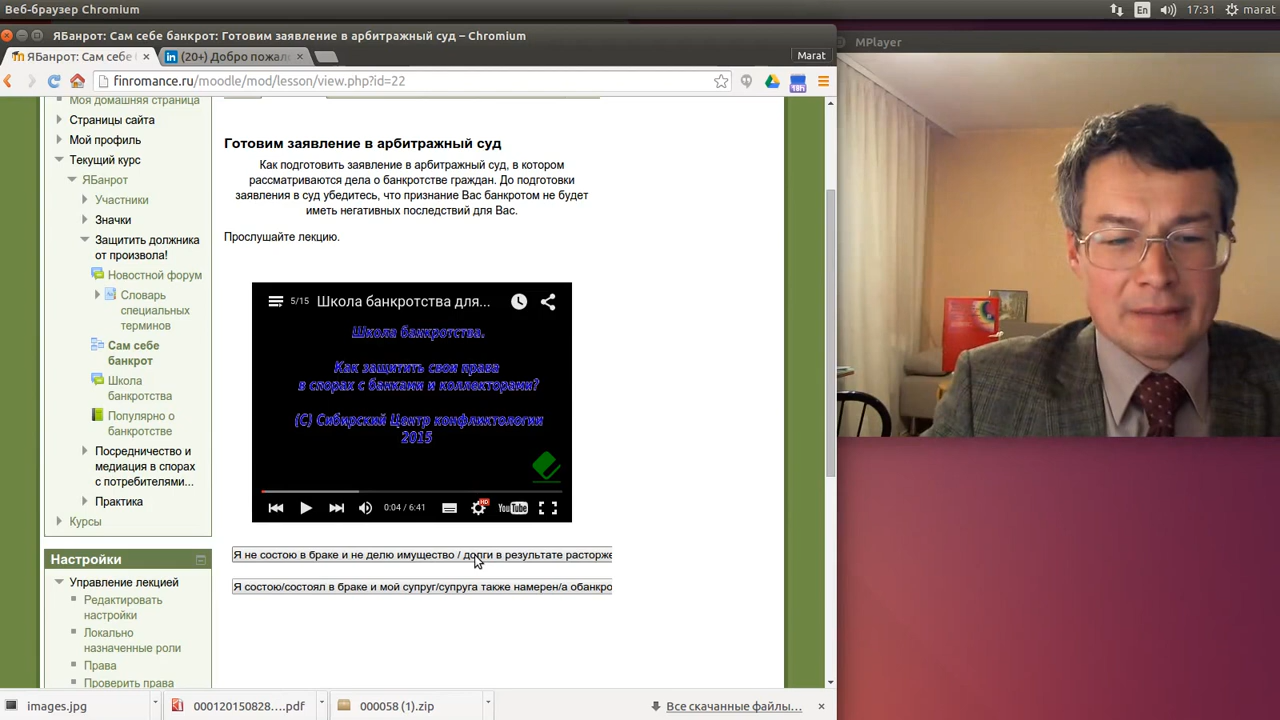 Веб-браузер Chromium
En
17:31
marat
ЯБанрот: Сам себе банкрот: Готовим заявление в арбитражный суд – Chromium
MPlayer
ЯБанрот: Сам себе
(20+) Добро пожал
Marat
finromance.ru/moodle/mod/lesson/view.php?id=22
Моя домашняя страница
Страницы сайта
Мой профиль
Текущий курс
ЯБанрот
Участники
Значки
Защитить должника
от произвола!
Новостной форум
Словарь
специальных
терминов
Сам себе
банкрот
Школа
банкротства
Популярно о
банкротстве
Посредничество и
медиация в спорах
с потребителями...
Практика
Курсы
Настройки
Управление лекцией
Редактировать
настройки
Локально
назначенные роли
Права
Проверить права
Готовим заявление в арбитражный суд
Как подготовить заявление в арбитражный суд, в котором
рассматриваются дела о банкротстве граждан. До подготовки
заявления в суд убедитесь, что признание Вас банкротом не будет
иметь негативных последствий для Вас.
Прослушайте лекцию.
5/15 Школа банкротства для...
Школа банкротства.
Как защитить свои права
в спорах с банками и коллекторами?
(С) Сибирский Центр конфликтологии
2015
0:04 / 6:41
HD
YouTube
Я не состою в браке и не делю имущество / долги в результате расторже
Я состою/состоял в браке и мой супруг/супруга также намерен/а обанкро
images.jpg
000120150828....pdf
000058 (1).zip
Все скачанные файлы...